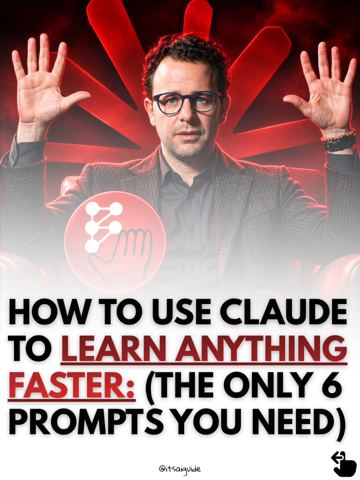 HOW TO USE CLAUDE
TO LEARN ANYTHING
FASTER: (THE ONLY 6
PROMPTS YOU NEED)
@itsaiguide